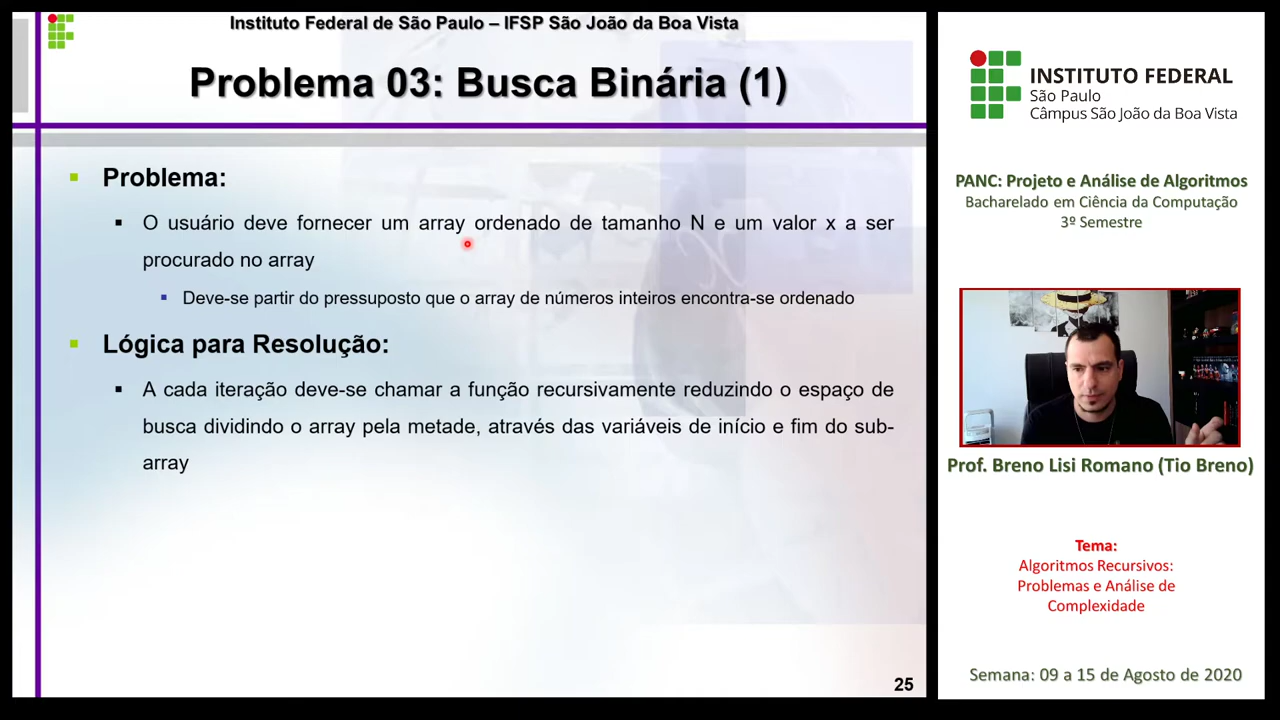 Instituto Federal de São Paulo – IFSP São João da Boa Vista
Problema 03: Busca Binária (1)
Problema:
O usuário deve fornecer um array ordenado de tamanho N e um valor x a ser
procurado no array
Deve-se partir do pressuposto que o array de números inteiros encontra-se ordenado
Lógica para Resolução:
A cada iteração deve-se chamar a função recursivamente reduzindo o espaço de
busca dividindo o array pela metade, através das variáveis de início e fim do sub-
array
25
INSTITUTO FEDERAL
São Paulo
Câmpus São João da Boa Vista
PANC: Projeto e Análise de Algoritmos
Bacharelado em Ciência da Computação
3º Semestre
Prof. Breno Lisi Romano (Tio Breno)
Tema:
Algoritmos Recursivos:
Problemas e Análise de
Complexidade
Semana: 09 a 15 de Agosto de 2020